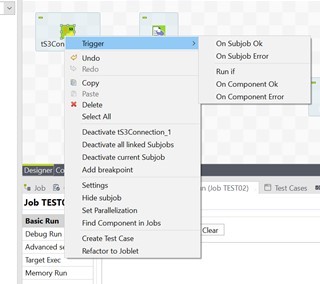 tS3Conn
Trigger
On Subjob Ok
On Subjob Error
Run if
On Component Ok
On Component Error
Undo
Redo
Copy
Paste
Delete
Select All
Deactivate tS3Connection_1
Deactivate all linked Subjobs
Deactivate current Subjob
Add breakpoint
Settings
Hide subjob
Set Parallelization
Find Component in Jobs
Create Test Case
Refactor to Joblet
Designer Co
Job
(Job TEST02)
Test Cases
Job TEST0
Basic Run
Debug Run
Advanced se
Target Exec
Memory Run
Clear